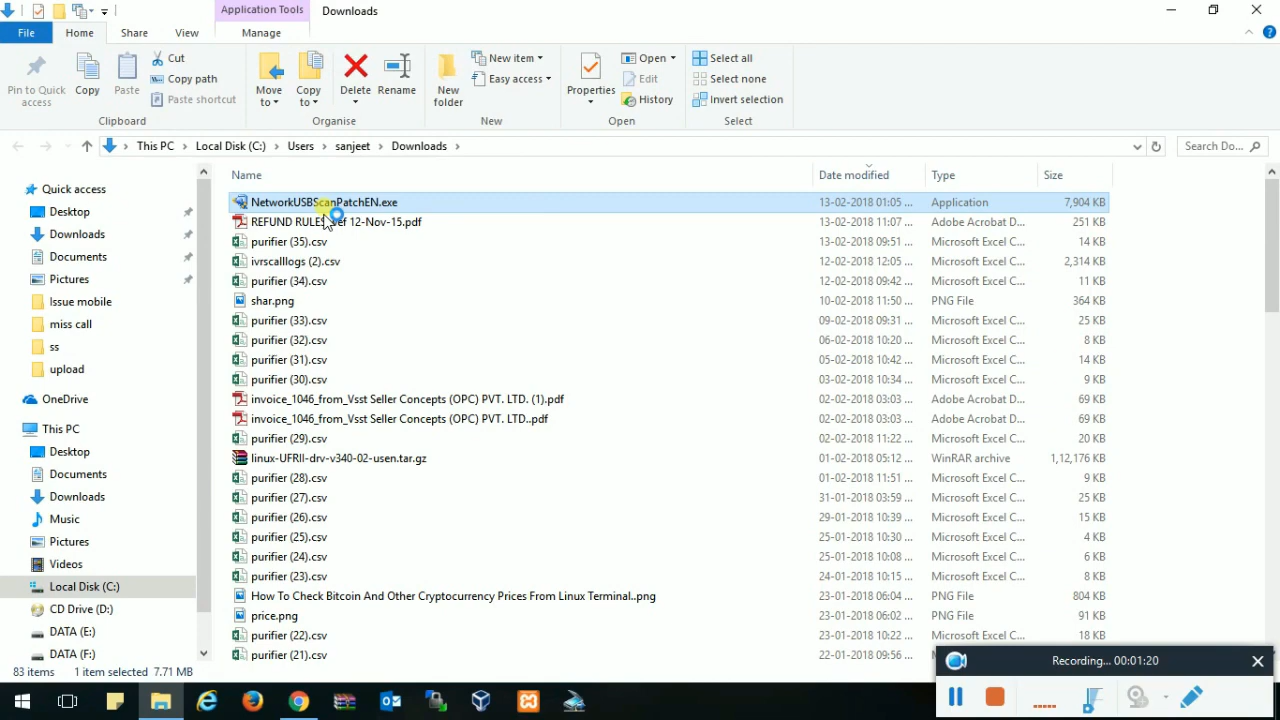 Application Tools Downloads
File Home Share View Manage
Pin to Quick access
Copy
Paste
Cut
Copy path
Paste shortcut
Clipboard
Move to
Copy to
Delete
Rename
Organise
New folder
New item
Easy access
New
Properties
Open
Edit
History
Open
Select all
Select none
Invert selection
Select
This PC Local Disk (C:) Users sanjeet Downloads
Search Do...
Quick access
Desktop
Downloads
Documents
Pictures
Issue mobile
miss call
ss
upload
OneDrive
This PC
Desktop
Documents
Downloads
Music
Pictures
Videos
Local Disk (C:)
CD Drive (D:)
DATA (E:)
DATA (F:)
Name Date modified Type Size
NetworkUSBScanPatchEN.exe 13-02-2018 01:05 ... Application 7,904 KB
REFUND RULES 12-Nov-15.pdf 13-02-2018 11:07 ... Adobe Acrobat D... 251 KB
purifier (35).csv 13-02-2018 09:51 ... Microsoft Excel C... 14 KB
ivrscalllogs (2).csv 12-02-2018 12:05 ... Microsoft Excel C... 2,314 KB
purifier (34).csv 12-02-2018 09:42 ... Microsoft Excel C... 11 KB
shar.png 10-02-2018 11:50 ... PNG File 364 KB
purifier (33).csv 09-02-2018 09:31 ... Microsoft Excel C... 25 KB
purifier (32).csv 06-02-2018 10:20 ... Microsoft Excel C... 8 KB
purifier (31).csv 05-02-2018 10:42 ... Microsoft Excel C... 14 KB
purifier (30).csv 03-02-2018 10:34 ... Microsoft Excel C... 9 KB
invoice_1046_from_Vsst Seller Concepts (OPC) PVT. LTD. (1).pdf 02-02-2018 03:03 ... Adobe Acrobat D... 69 KB
invoice_1046_from_Vsst Seller Concepts (OPC) PVT. LTD..pdf 02-02-2018 03:03 ... Adobe Acrobat D... 69 KB
purifier (29).csv 02-02-2018 11:22 ... Microsoft Excel C... 20 KB
linux-UFRII-drv-v340-02-usen.tar.gz 01-02-2018 05:12 ... WinRAR archive 1,12,176 KB
purifier (28).csv 01-02-2018 11:51 ... Microsoft Excel C... 9 KB
purifier (27).csv 31-01-2018 03:59 ... Microsoft Excel C... 25 KB
purifier (26).csv 29-01-2018 10:39 ... Microsoft Excel C... 15 KB
purifier (25).csv 25-01-2018 10:30 ... Microsoft Excel C... 4 KB
purifier (24).csv 25-01-2018 10:08 ... Microsoft Excel C... 6 KB
purifier (23).csv 24-01-2018 10:15 ... Microsoft Excel C... 8 KB
How To Check Bitcoin And Other Cryptocurrency Prices From Linux Terminal..png 23-01-2018 06:04 ... PNG File 804 KB
price.png 23-01-2018 06:02 ... PNG File 91 KB
purifier (22).csv 23-01-2018 10:22 ... Microsoft Excel C... 18 KB
purifier (21).csv 22-01-2018 09:56 ...
83 items 1 item selected 7.71 MB
Recording... 00:01:20